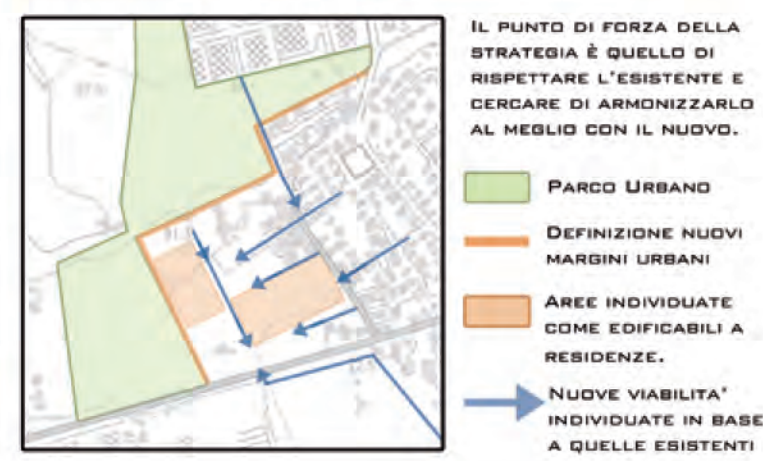 IL PUNTO DI FORZA DELLA
STRATEGIA È QUELLO DI
RISPETTARE L'ESISTENTE E
CERCARE DI ARMONIZZARLO
AL MEGLIO CON IL NUOVO.
PARCO URBANO
DEFINIZIONE NUOVI
MARGINI URBANI
AREE INDIVIDUATE
COME EDIFICABILI A
RESIDENZE.
NUOVE VIABILITA'
INDIVIDUATE IN BASE
A QUELLE ESISTENTI